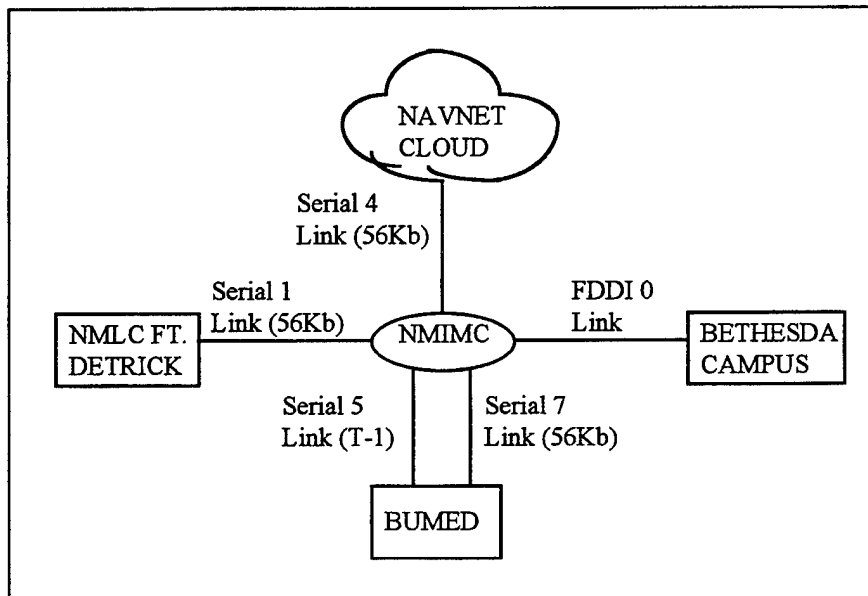 NAVNET
CLOUD
Serial 4
Link (56Kb)
Serial 1
Link (56Kb)
FDDI 0
Link
NMLC FT.
DETRICK
NMIMC
BETHESDA
CAMPUS
Serial 5
Link (T-1)
Serial 7
Link (56Kb)
BUMED